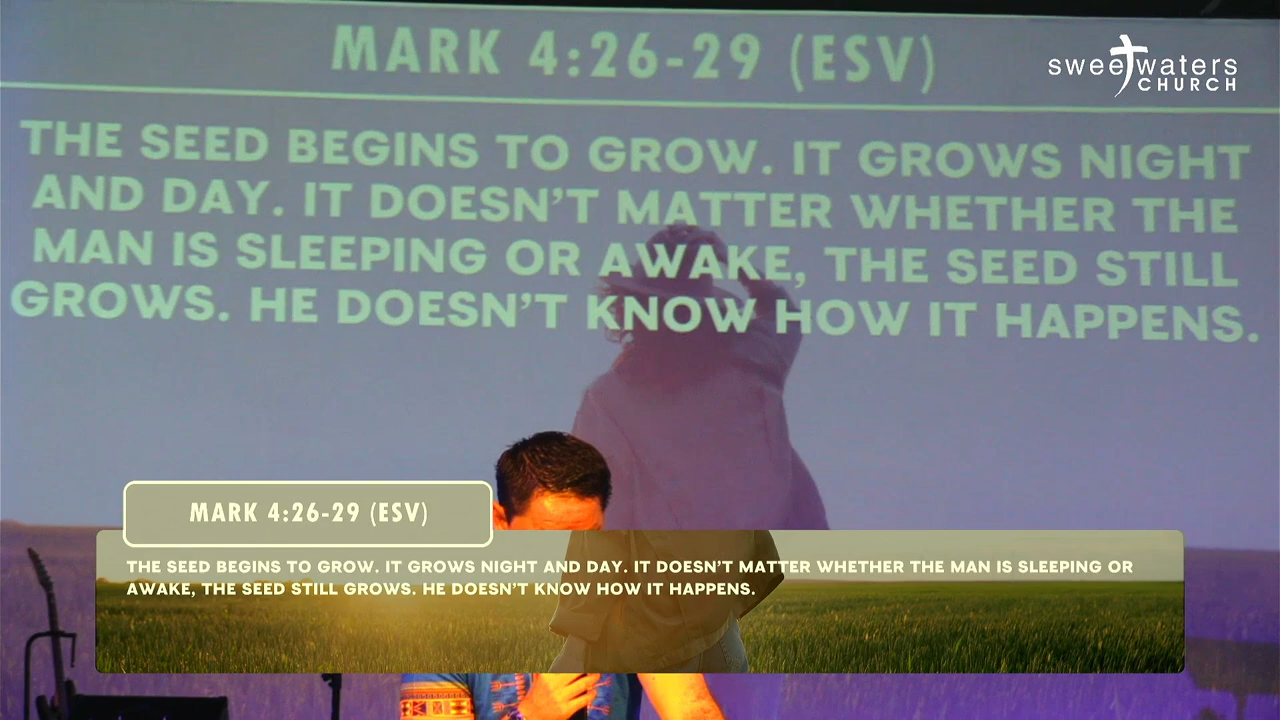 MARK 4:26-29 (ESV)
sweetwaters
CHURCH
THE SEED BEGINS TO GROW. IT GROWS NIGHT
AND DAY. IT DOESN'T MATTER WHETHER THE
MAN IS SLEEPING OR AWAKE, THE SEED STILL
GROWS. HE DOESN'T KNOW HOW IT HAPPENS.
MARK 4:26-29 (ESV)
THE SEED BEGINS TO GROW. IT GROWS NIGHT AND DAY. IT DOESN'T MATTER WHETHER THE MAN IS SLEEPING OR
AWAKE, THE SEED STILL GROWS. HE DOESN'T KNOW HOW IT HAPPENS.